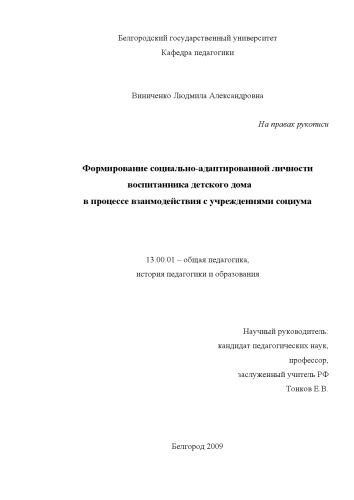 Белгородский государственный университет
Кафедра педагогики
Виниченко Людмила Александровна
На правах рукописи
Формирование социально-адаптированной личности
воспитанника детского дома
в процессе взаимодействия с учреждениями социума
13.00.01 – общая педагогика,
история педагогики и образования
Научный руководитель:
кандидат педагогических наук,
профессор,
заслуженный учитель РФ
Тонков Е.В.
Белгород 2009